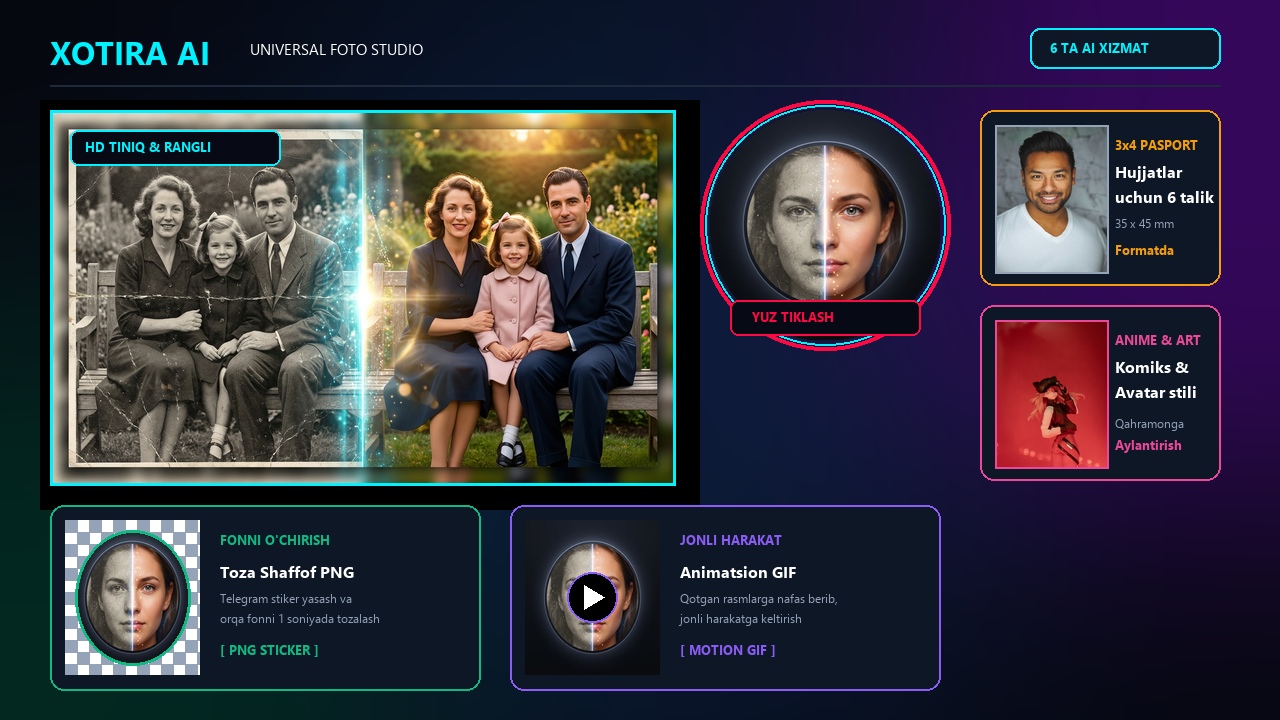 XOTIRA AI
UNIVERSAL FOTO STUDIO
6 TA AI XIZMAT
HD TINIQ & RANGLI
YUZ TIKLASH
3x4 PASPORT
Hujjatlar
uchun 6 talik
35 x 45 mm
Formatda
ANIME & ART
Komiks &
Avatar stili
Qahramonga
Aylantirish
FONNI O'CHIRISH
Toza Shaffof PNG
Telegram stiker yasash va
orqa fonni 1 soniyada tozalash
[ PNG STICKER ]
JONLI HARAKAT
Animatsion GIF
Qotgan rasmlarga nafas berib,
jonli harakatga keltirish
[ MOTION GIF ]